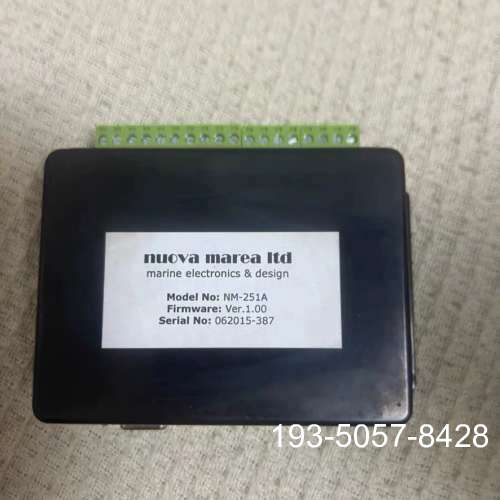 nuova marea ltd
marine electronics & design
Model No: NM-251A
Firmware: Ver.1.00
Serial No: 062015-387
193-5057-8428